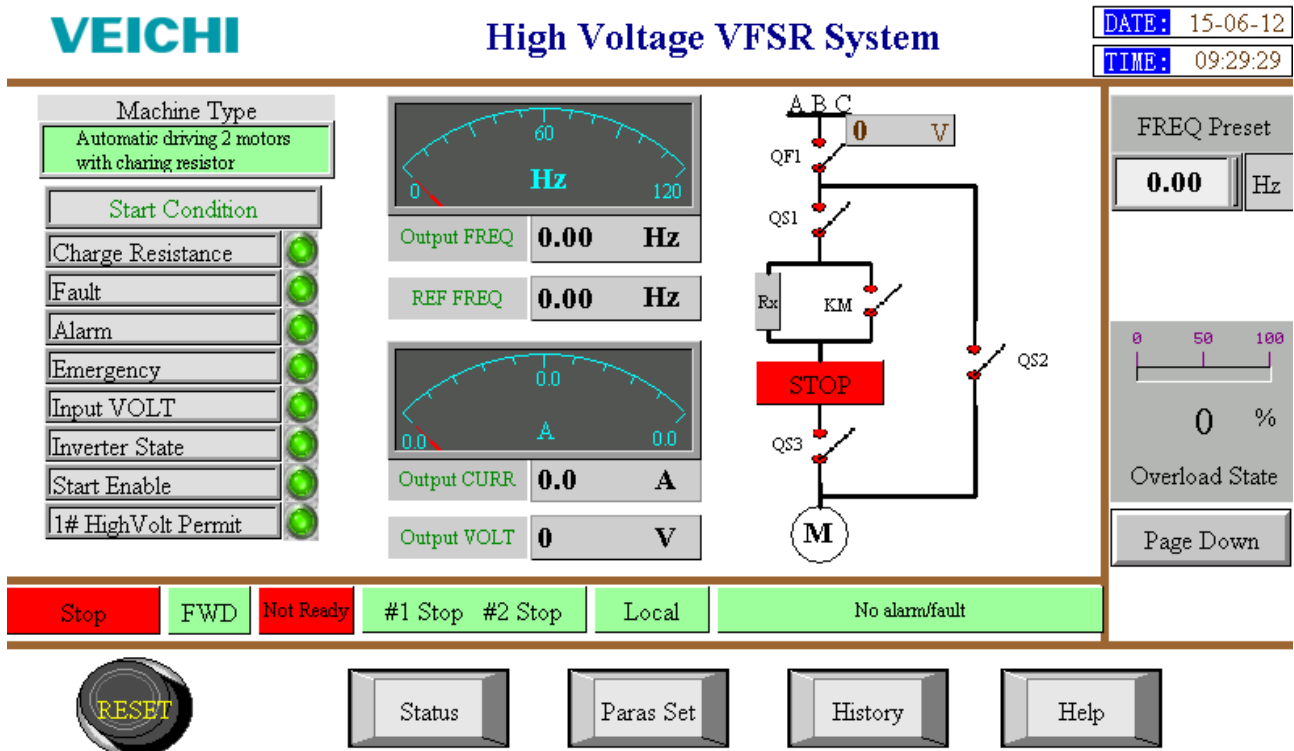 VEICHI
High Voltage VFSR System
DATE: 15-06-12
TIME: 09:29:29
Machine Type
Automatic driving 2 motors
with charing resistor
Start Condition
Charge Resistance
Fault
Alarm
Emergency
Input VOLT
Inverter State
Start Enable
1# HighVolt Permit
60
Hz
0
120
Output FREQ 0.00 Hz
REF FREQ 0.00 Hz
0.0
A
0.0
0.0
Output CURR 0.0 A
Output VOLT 0 V
A B C
0 V
QF1
QS1
Rx
KM
STOP
QS2
QS3
M
FREQ Preset
0.00 Hz
0 50 100
0 %
Overload State
Page Down
Stop
FWD
Not Ready
#1 Stop #2 Stop
Local
No alarm/fault
RESET
Status
Paras Set
History
Help